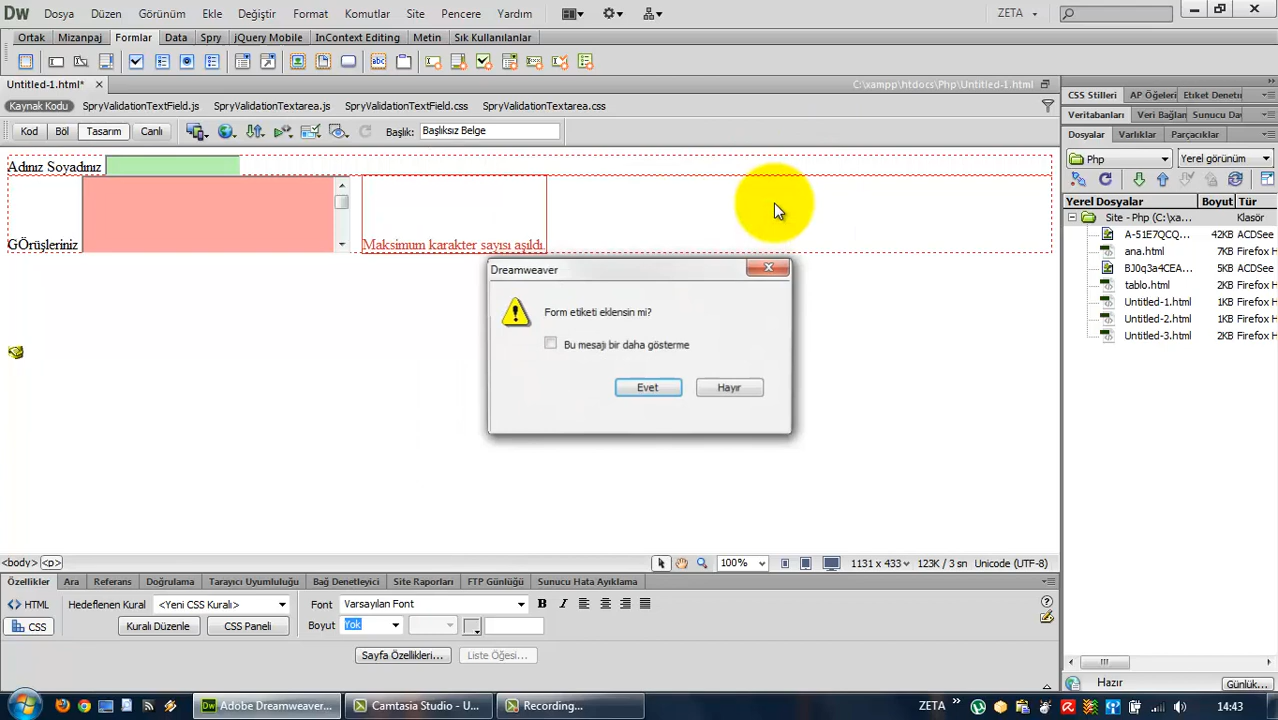 Dw Dosya Düzen Görünüm Ekle Değiştir Format Komutlar Site Pencere Yardım ZETA
Ortak Mizanpaj Formlar Data Spry jQuery Mobile InContext Editing Metin Sık Kullanılanlar
Untitled-1.html* C:\xampp\htdocs\Php\Untitled-1.html
Kaynak Kodu SpryValidationTextField.js SpryValidationTextarea.js SpryValidationTextField.css SpryValidationTextarea.css
Kod Böl Tasarım Canlı Başlık: Başlıksız Belge
Adınız Soyadınız
GÖrüşleriniz Maksimum karakter sayısı aşıldı.
Dreamweaver
Form etiketi eklensin mi?
Bu mesajı bir daha gösterme
Evet Hayır
CSS Stilleri AP Öğeleri Etiket Denetimi
Veritabanları Veri Bağları Sunucu Da
Dosyalar Varlıklar Parçacıklar
Php Yerel görünüm
Yerel Dosyalar Boyut Tür
Site - Php (C:\xa... Klasör
A-51E7QCQ... 42KB ACDSee
ana.html 7KB Firefox H
BJ0q3a4CEA... 33KB ACDSee
tablo.html 2KB Firefox H
Untitled-1.html 1KB Firefox H
Untitled-2.html 1KB Firefox H
Untitled-3.html 2KB Firefox H
<body> <p> 100% 1131 x 433 123K / 3 sn Unicode (UTF-8)
Özellikler Ara Referans Doğrulama Tarayıcı Uyumluluğu Bağ Denetleyici Site Raporları FTP Günlüğü Sunucu Hata Ayıklama
<> HTML Hedeflenen Kural <Yeni CSS Kuralı> Font Varsayılan Font B I
CSS Kuralı Düzenle CSS Paneli Boyut Yok
Sayfa Özellikleri... Liste Öğesi...
Hazır Günlük...
Adobe Dreamweaver... Camtasia Studio - U... Recording... ZETA 14:43